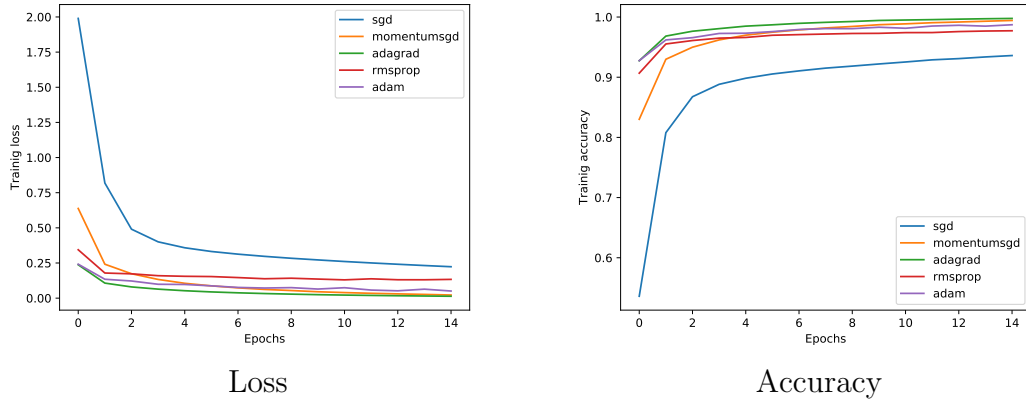 2.00
1.75
1.50
1.25
1.00
0.75
0.50
0.25
0.00
Trainig loss
0 2 4 6 8 10 12 14
Epochs
sgd
momentumsgd
adagrad
rmsprop
adam
Loss
1.0
0.9
0.8
0.7
0.6
Trainig accuracy
0 2 4 6 8 10 12 14
Epochs
sgd
momentumsgd
adagrad
rmsprop
adam
Accuracy